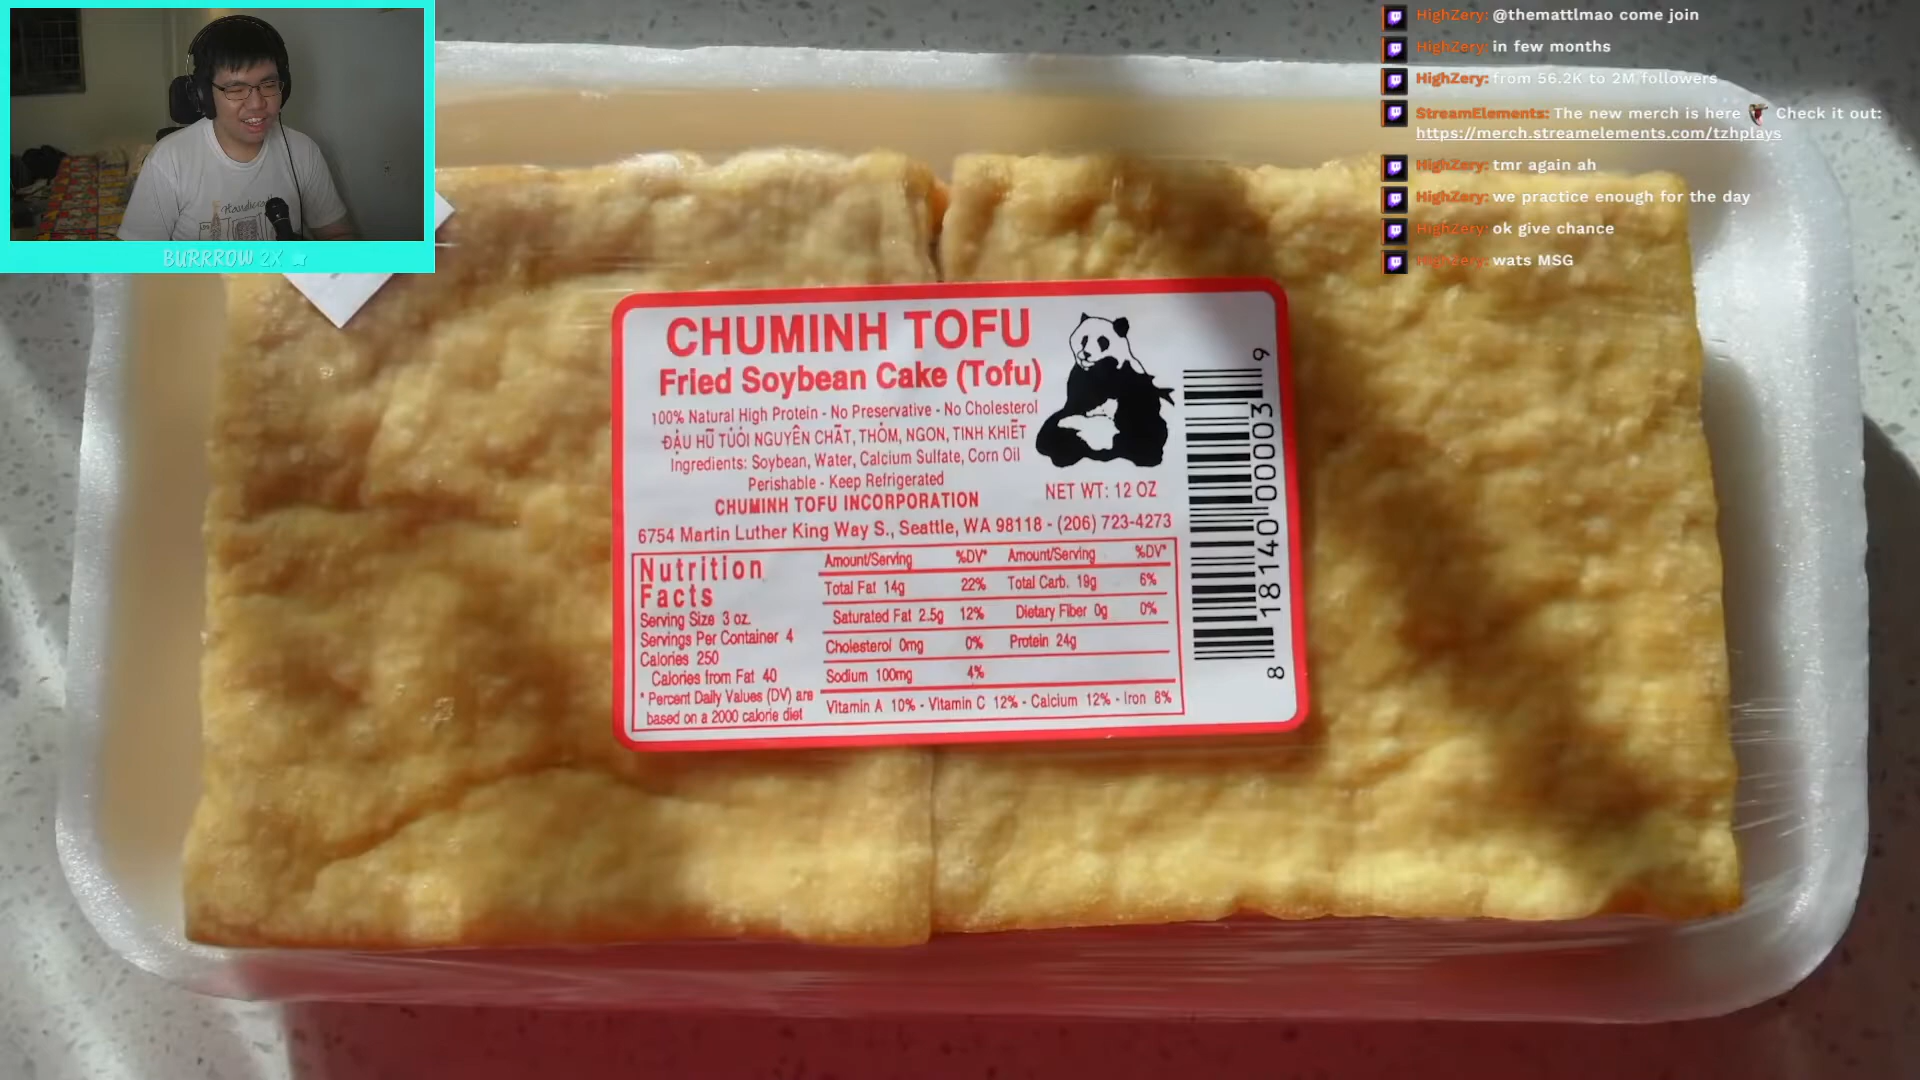 BURRROW 2X
HighZery: @themattlmao come join
HighZery: in few months
HighZery: from 56.2K to 2M followers
StreamElements: The new merch is here Check it out:
https://merch.streamelements.com/tzhplays
HighZery: tmr again ah
HighZery: we practice enough for the day
HighZery: ok give chance
HighZery: wats MSG
CHUMINH TOFU
Fried Soybean Cake (Tofu)
100% Natural High Protein - No Preservative - No Cholesterol
ĐẬU HŨ TƯƠI NGUYÊN CHẤT, THƠM, NGON, TINH KHIẾT
Ingredients: Soybean, Water, Calcium Sulfate, Corn Oil
Perishable - Keep Refrigerated
CHUMINH TOFU INCORPORATION
NET WT: 12 OZ
6754 Martin Luther King Way S., Seattle, WA 98118 - (206) 723-4273
Nutrition
Facts
Serving Size 3 oz.
Servings Per Container 4
Calories 250
Calories from Fat 40
* Percent Daily Values (DV) are
based on a 2000 calorie diet
Amount/Serving %DV* Amount/Serving %DV*
Total Fat 14g 22% Total Carb. 19g 6%
Saturated Fat 2.5g 12% Dietary Fiber 0g 0%
Cholesterol 0mg 0% Protein 24g
Sodium 100mg 4%
Vitamin A 10% - Vitamin C 12% - Calcium 12% - Iron 8%
8 18140 00003 9